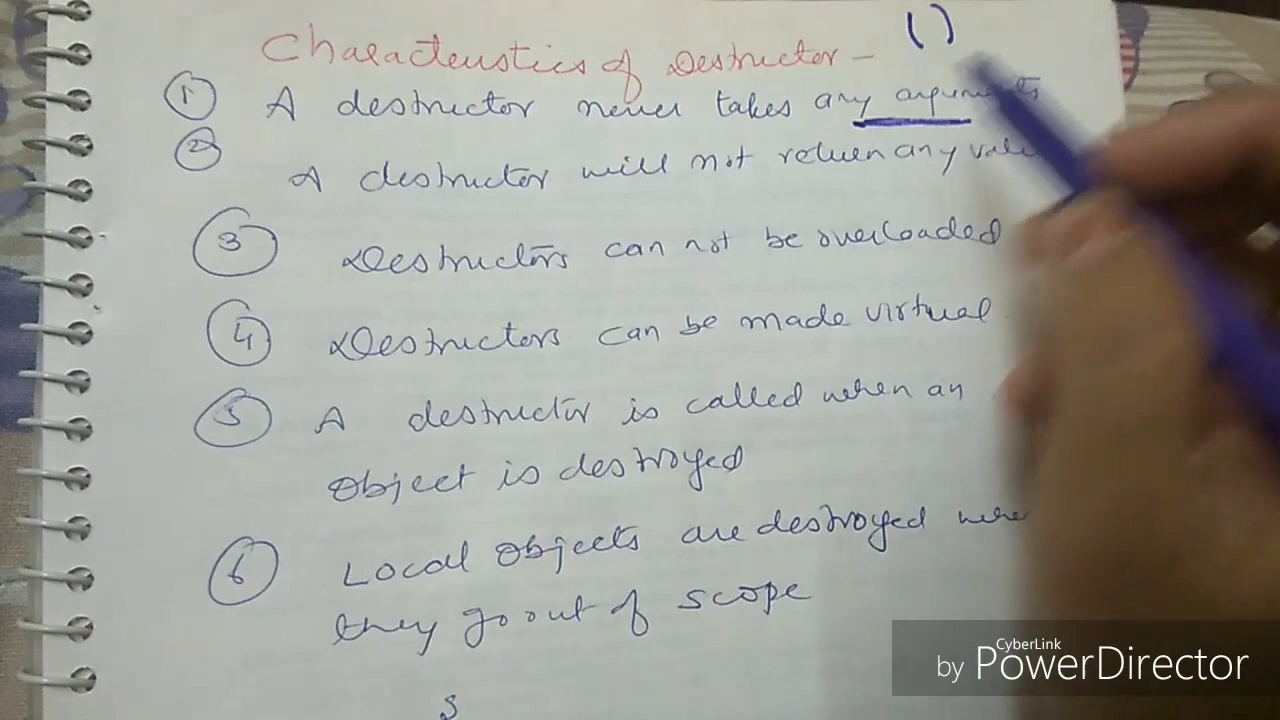 Characteristics of Destructor - ()
① A destructor never takes any arguments
② A destructor will not return any value
③ Destructors can not be overloaded
④ Destructors can be made virtual.
⑤ A destructor is called when an
object is destroyed
⑥ Local objects are destroyed whe
they go out of scope
S
CyberLink
by PowerDirector